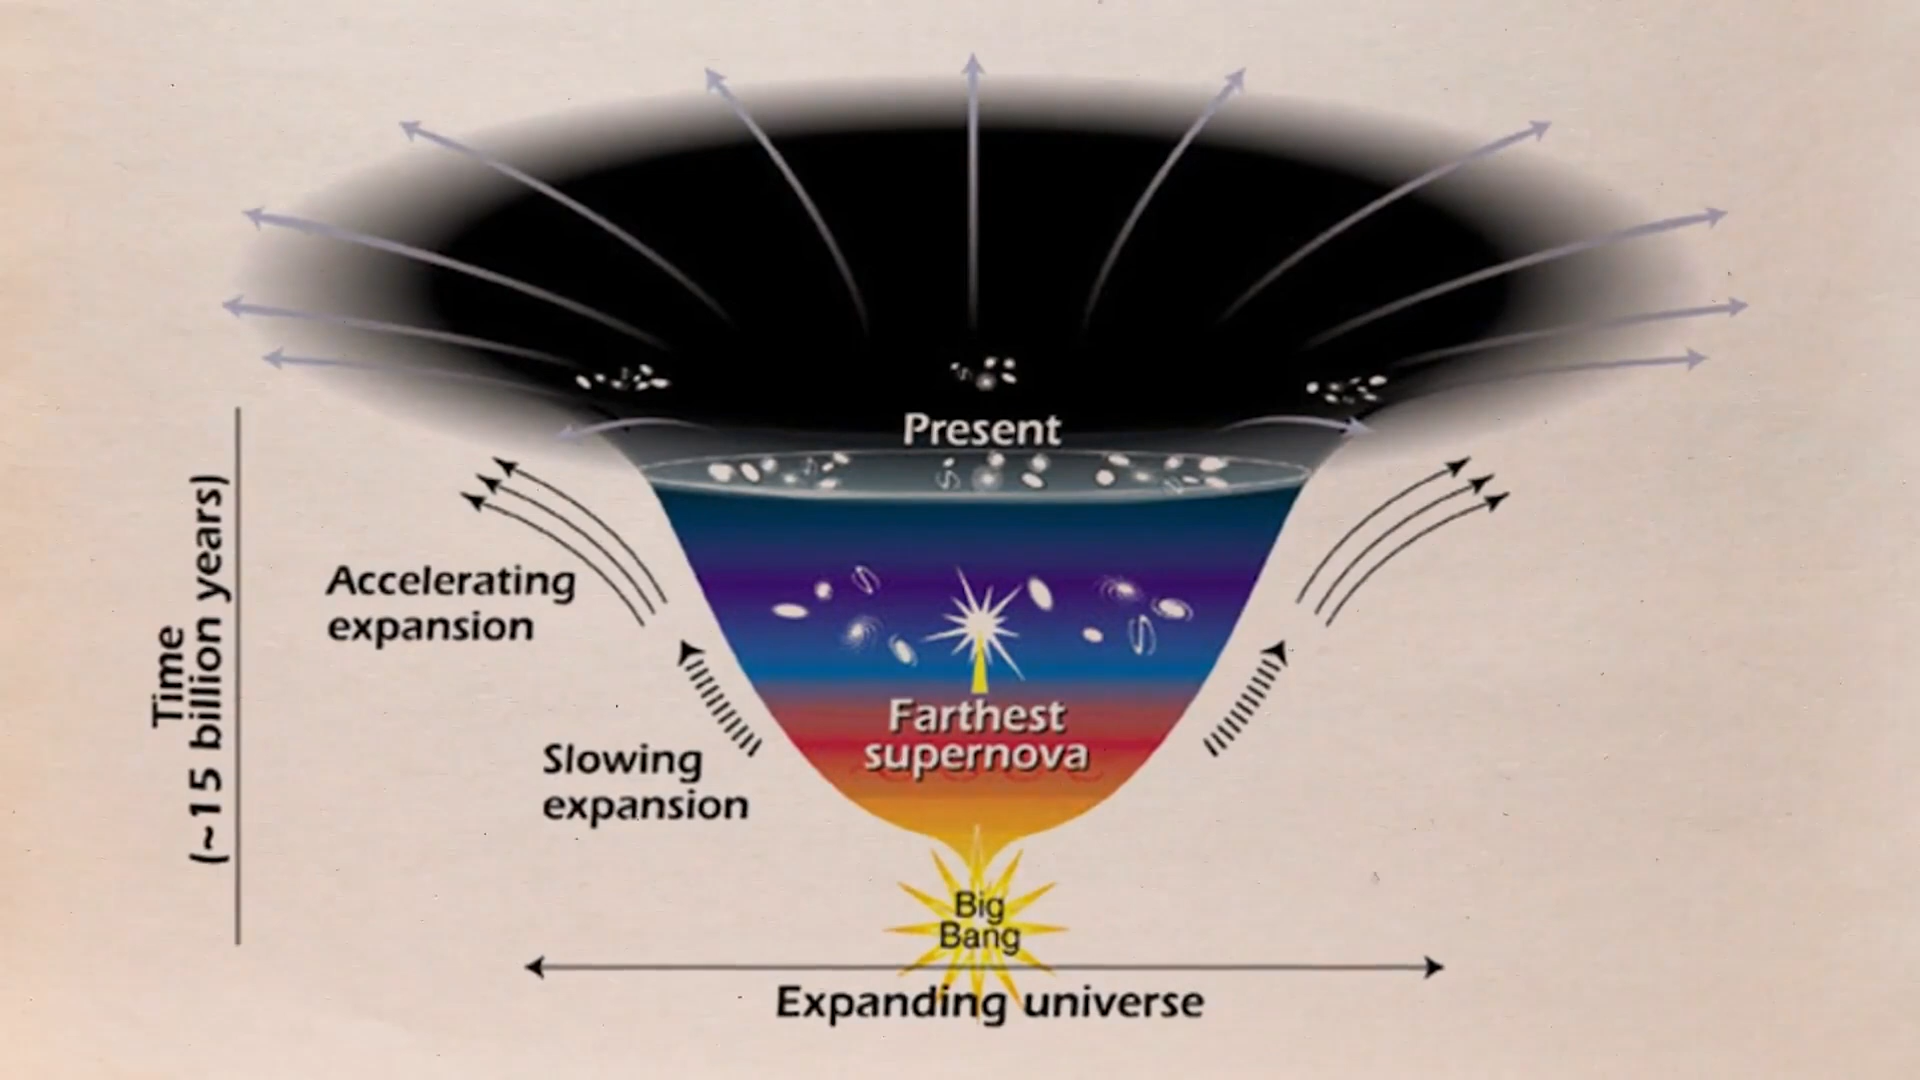 Present
Accelerating
expansion
Time
(~15 billion years)
Farthest
supernova
Slowing
expansion
Big
Bang
Expanding universe